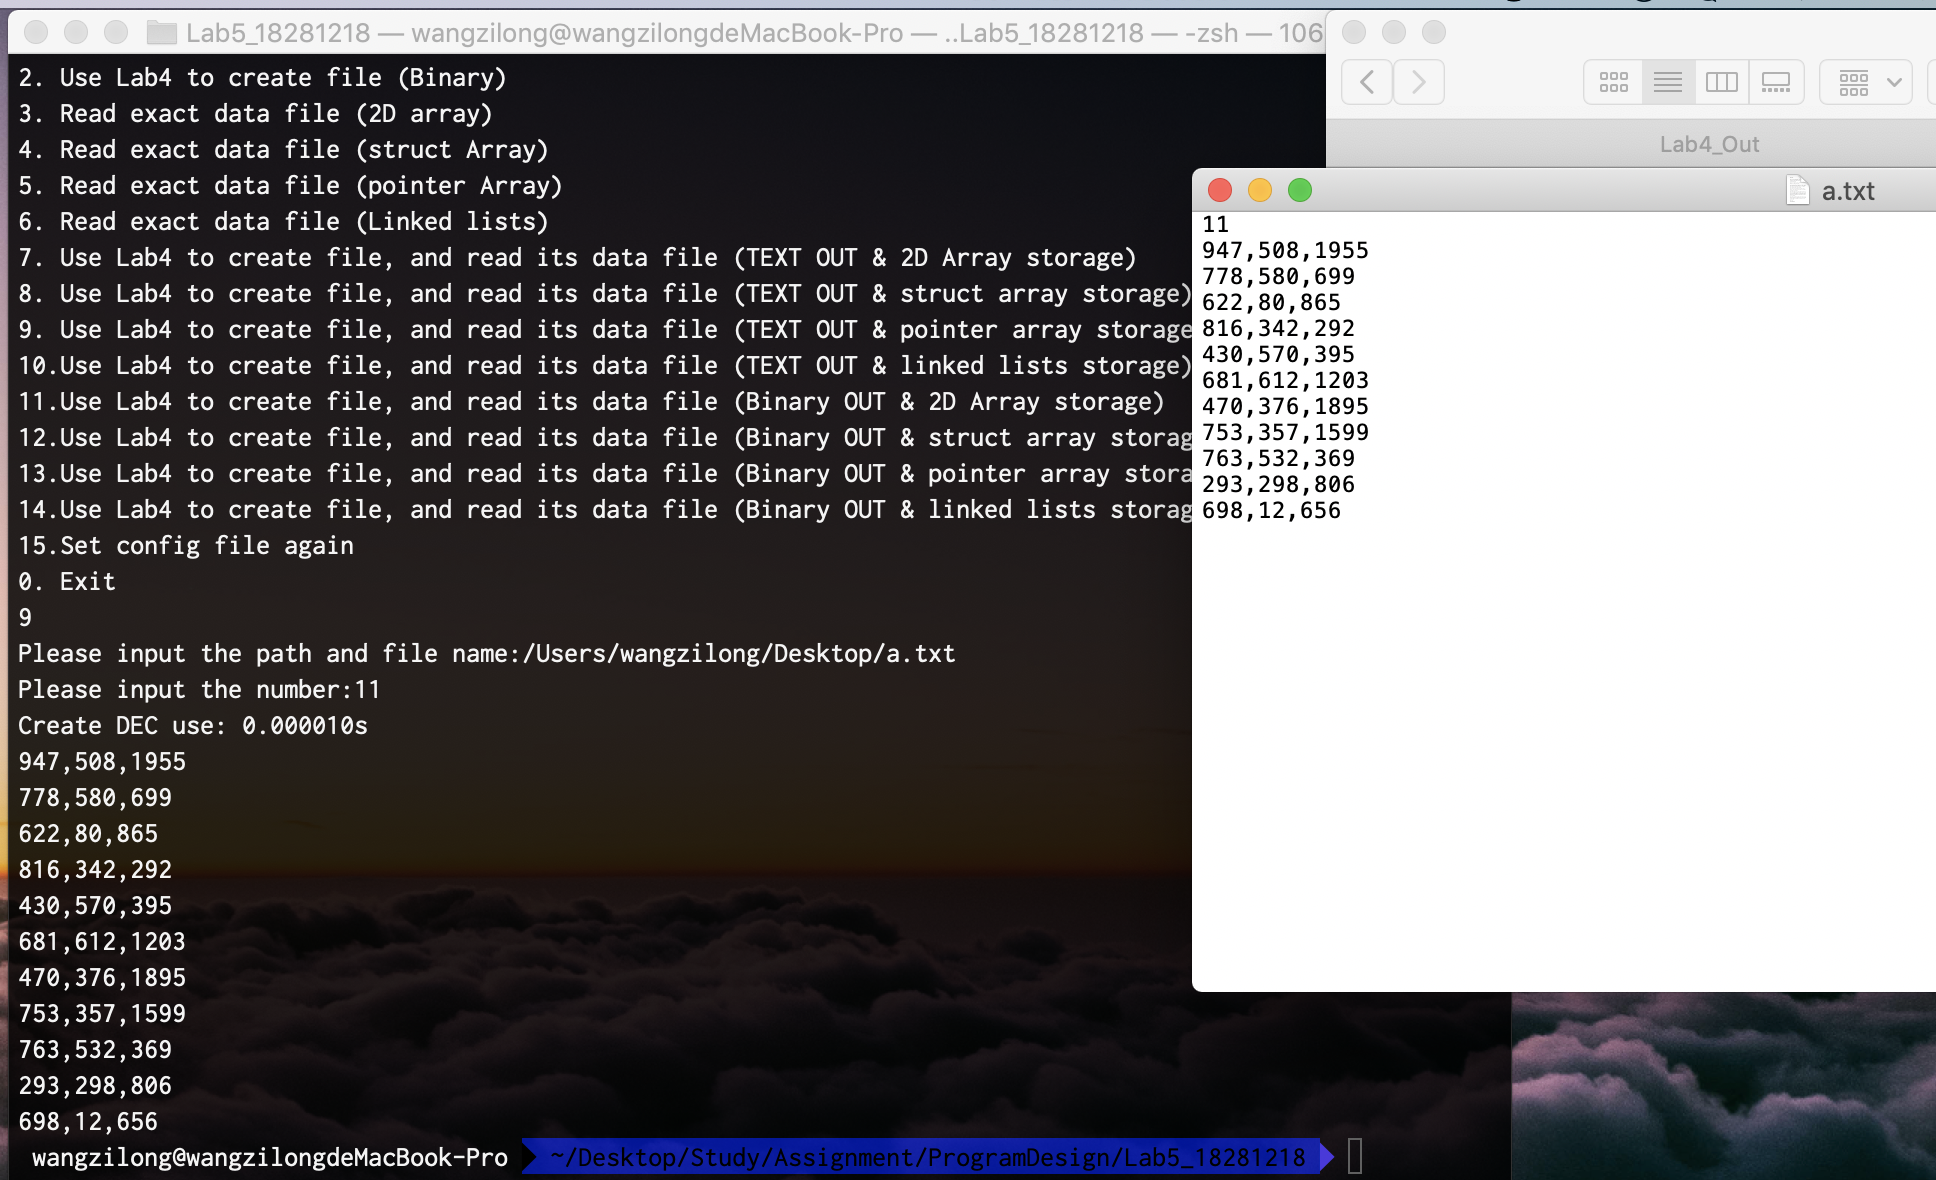 Lab5_18281218 — wangzilong@wangzilongdeMacBook-Pro — ..Lab5_18281218 — -zsh — 106
2. Use Lab4 to create file (Binary)
3. Read exact data file (2D array)
4. Read exact data file (struct Array)
5. Read exact data file (pointer Array)
6. Read exact data file (Linked lists)
7. Use Lab4 to create file, and read its data file (TEXT OUT & 2D Array storage)
8. Use Lab4 to create file, and read its data file (TEXT OUT & struct array storage)
9. Use Lab4 to create file, and read its data file (TEXT OUT & pointer array storage
10.Use Lab4 to create file, and read its data file (TEXT OUT & linked lists storage)
11.Use Lab4 to create file, and read its data file (Binary OUT & 2D Array storage)
12.Use Lab4 to create file, and read its data file (Binary OUT & struct array storag
13.Use Lab4 to create file, and read its data file (Binary OUT & pointer array stora
14.Use Lab4 to create file, and read its data file (Binary OUT & linked lists storag
15.Set config file again
0. Exit
9
Please input the path and file name:/Users/wangzilong/Desktop/a.txt
Please input the number:11
Create DEC use: 0.000010s
947,508,1955
778,580,699
622,80,865
816,342,292
430,570,395
681,612,1203
470,376,1895
753,357,1599
763,532,369
293,298,806
698,12,656
wangzilong@wangzilongdeMacBook-Pro ~/Desktop/Study/Assignment/ProgramDesign/Lab5_18281218
Lab4_Out
a.txt
11
947,508,1955
778,580,699
622,80,865
816,342,292
430,570,395
681,612,1203
470,376,1895
753,357,1599
763,532,369
293,298,806
698,12,656